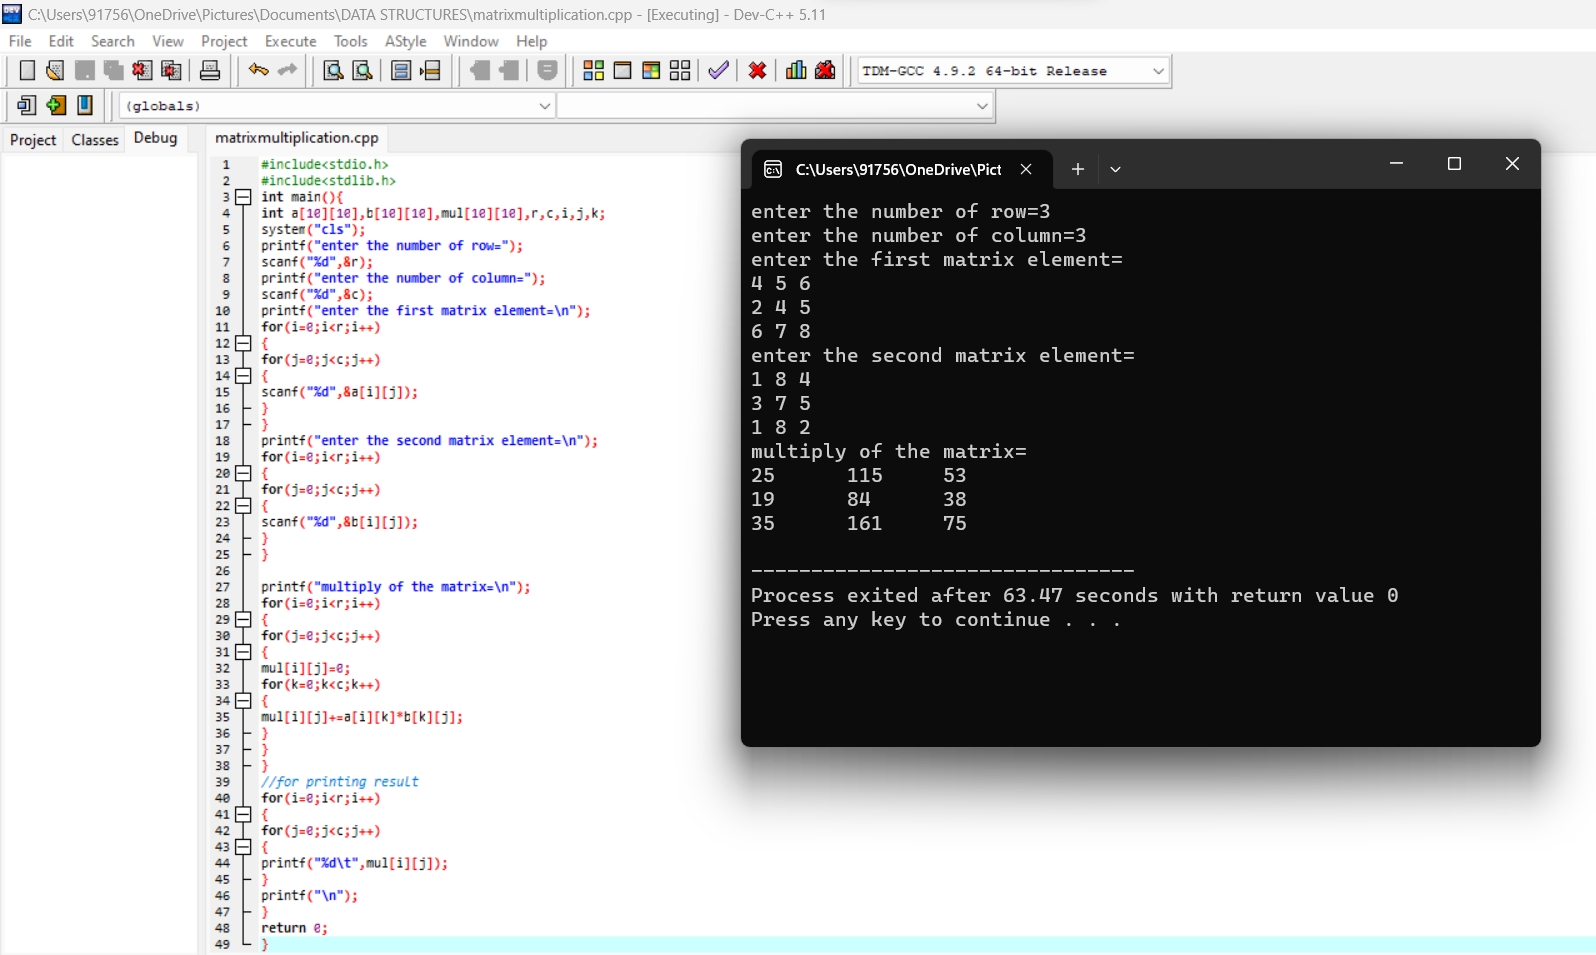 C:\Users\91756\OneDrive\Pictures\Documents\DATA STRUCTURES\matrixmultiplication.cpp - [Executing] - Dev-C++ 5.11
File Edit Search View Project Execute Tools AStyle Window Help
TDM-GCC 4.9.2 64-bit Release
(globals)
Project Classes Debug
matrixmultiplication.cpp
1 #include<stdio.h>
2 #include<stdlib.h>
3 int main(){
4 int a[10][10],b[10][10],mul[10][10],r,c,i,j,k;
5 system("cls");
6 printf("enter the number of row=");
7 scanf("%d",&r);
8 printf("enter the number of column=");
9 scanf("%d",&c);
10 printf("enter the first matrix element=\n");
11 for(i=0;i<r;i++)
12 {
13 for(j=0;j<c;j++)
14 {
15 scanf("%d",&a[i][j]);
16 }
17 }
18 printf("enter the second matrix element=\n");
19 for(i=0;i<r;i++)
20 {
21 for(j=0;j<c;j++)
22 {
23 scanf("%d",&b[i][j]);
24 }
25 }
26
27 printf("multiply of the matrix=\n");
28 for(i=0;i<r;i++)
29 {
30 for(j=0;j<c;j++)
31 {
32 mul[i][j]=0;
33 for(k=0;k<c;k++)
34 {
35 mul[i][j]+=a[i][k]*b[k][j];
36 }
37 }
38 }
39 //for printing result
40 for(i=0;i<r;i++)
41 {
42 for(j=0;j<c;j++)
43 {
44 printf("%d\t",mul[i][j]);
45 }
46 printf("\n");
47 }
48 return 0;
49 }
C:\Users\91756\OneDrive\Pict
enter the number of row=3
enter the number of column=3
enter the first matrix element=
4 5 6
2 4 5
6 7 8
enter the second matrix element=
1 8 4
3 7 5
1 8 2
multiply of the matrix=
25 115 53
19 84 38
35 161 75
--------------------------------
Process exited after 63.47 seconds with return value 0
Press any key to continue . . .